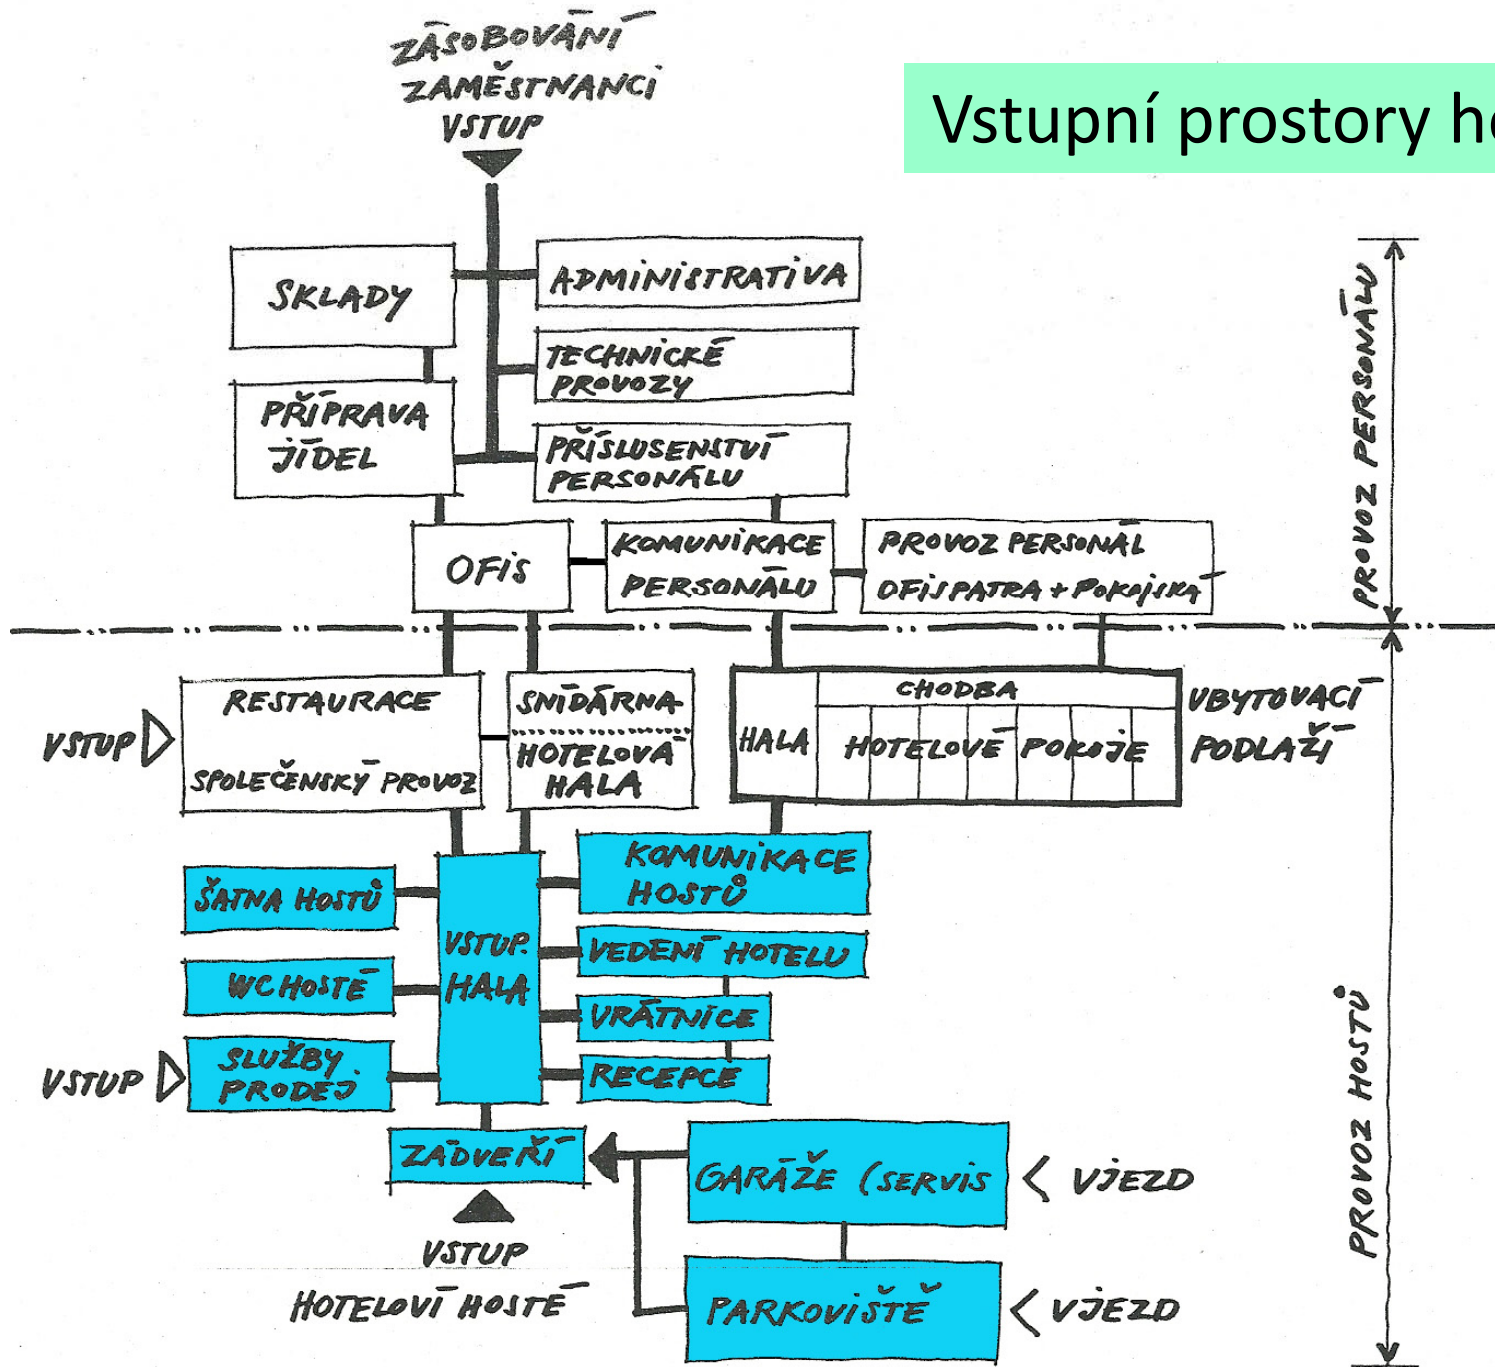 ZÁSOBOVÁNÍ
ZAMĚSTNANCI
VSTUP
Vstupní prostory ho
SKLADY
ADMINISTRATIVA
TECHNICKÉ
PROVOZY
PŘÍPRAVA
JÍDEL
PŘÍSLUSENSTVÍ
PERSONÁLU
OFIS
KOMUNIKACE
PERSONÁLU
PROVOZ PERSONÁL
OFIS PATRA + POKOJSKÁ
PROVOZ PERSONÁLU
RESTAURACE
SPOLEČENSKÝ PROVOZ
VSTUP
SNÍDÁRNA
HOTELOVÁ
HALA
HALA
CHODBA
HOTELOVÉ POKOJE
UBYTOVACÍ
PODLAŽÍ
ŠATNA HOSTŮ
WC HOSTÉ
VSTUP
SLUŽBY
PRODEJ
VSTUP.
HALA
KOMUNIKACE
HOSTŮ
VEDENÍ HOTELU
VRÁTNICE
RECEPCE
ZÁDVEŘÍ
VSTUP
HOTELOVÍ HOSTÉ
GARÁŽE (SERVIS
VJEZD
PARKOVIŠTĚ
VJEZD
PROVOZ HOSTŮ